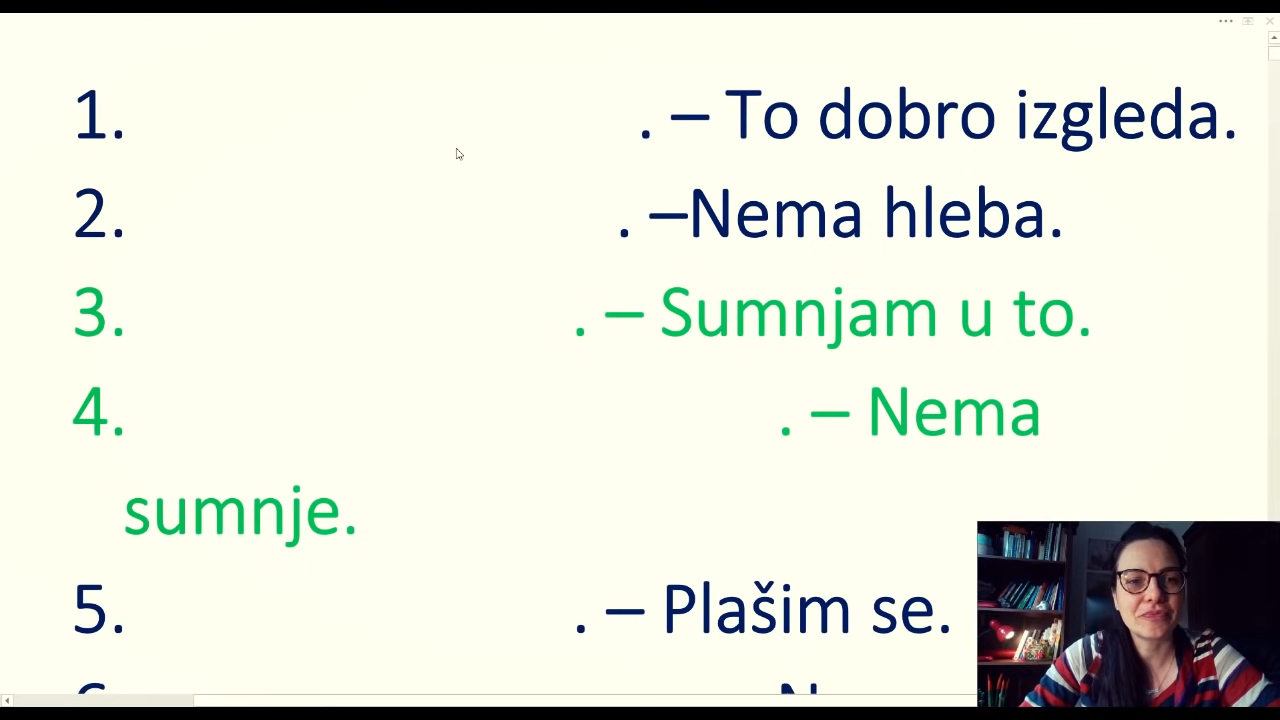 1. . – To dobro izgleda.
2. . –Nema hleba.
3. . – Sumnjam u to.
4. . – Nema
sumnje.
5. . – Plašim se.